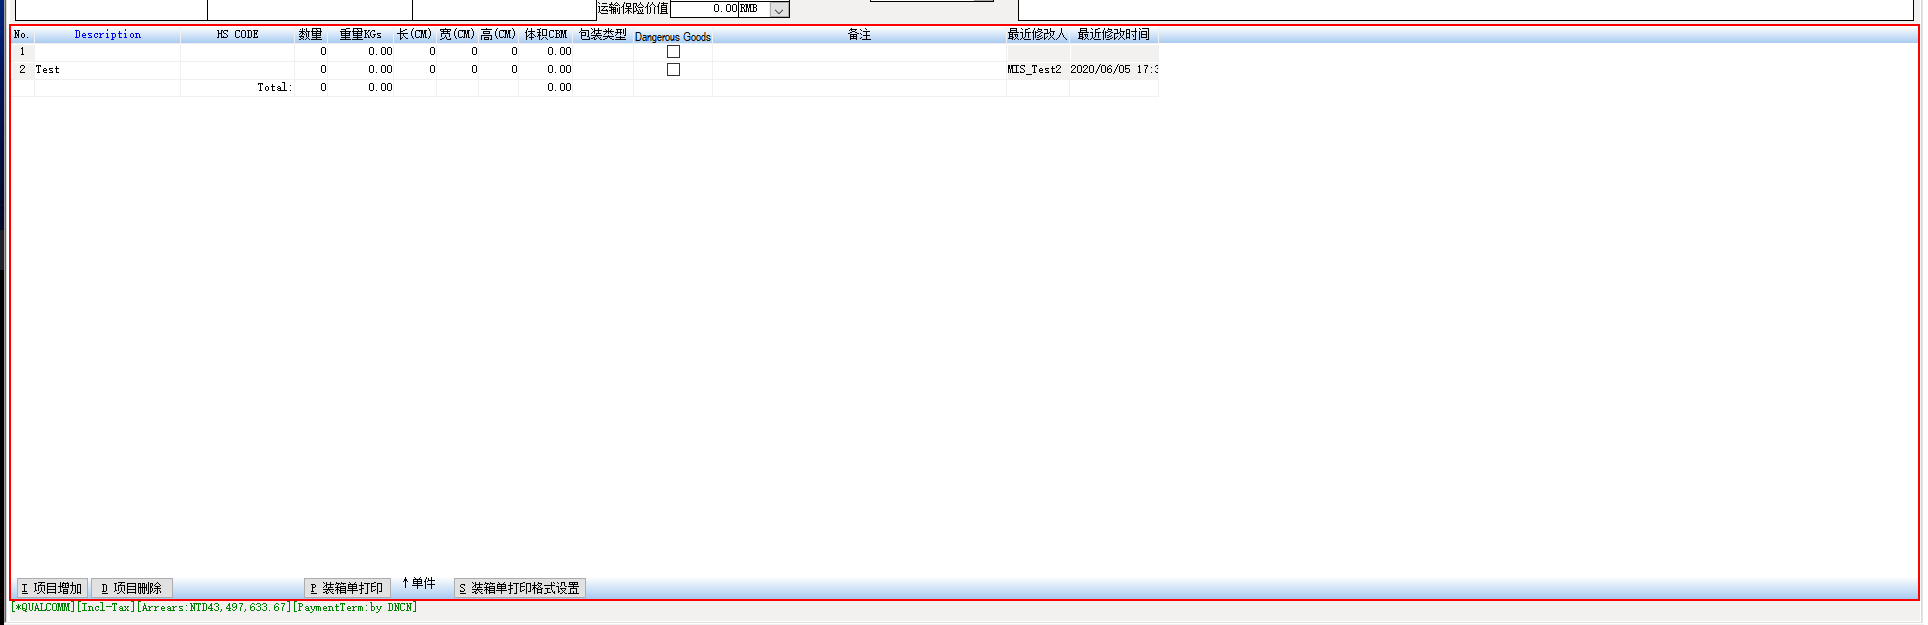 运输保险价值 0.00 RMB
No. Description HS CODE 数量 重量KGs 长(CM) 宽(CM) 高(CM) 体积CBM 包装类型 Dangerous Goods 备注 最近修改人 最近修改时间
1 0 0.00 0 0 0 0.00
2 Test 0 0.00 0 0 0 0.00 MIS_Test2 2020/06/05 17:3
Total: 0 0.00 0.00
I 项目增加 D 项目删除 P 装箱单打印 ↑单件 S 装箱单打印格式设置
[*QUALCOMM][Incl-Tax][Arrears:NTD43,497,633.67][PaymentTerm:by DNCN]